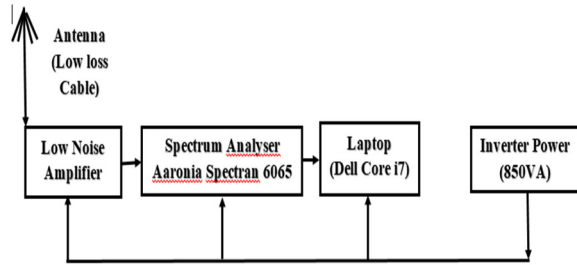 Antenna
(Low loss
Cable)
Low Noise
Amplifier
Spectrum Analyser
Aaronia Spectran 6065
Laptop
(Dell Core i7)
Inverter Power
(850VA)